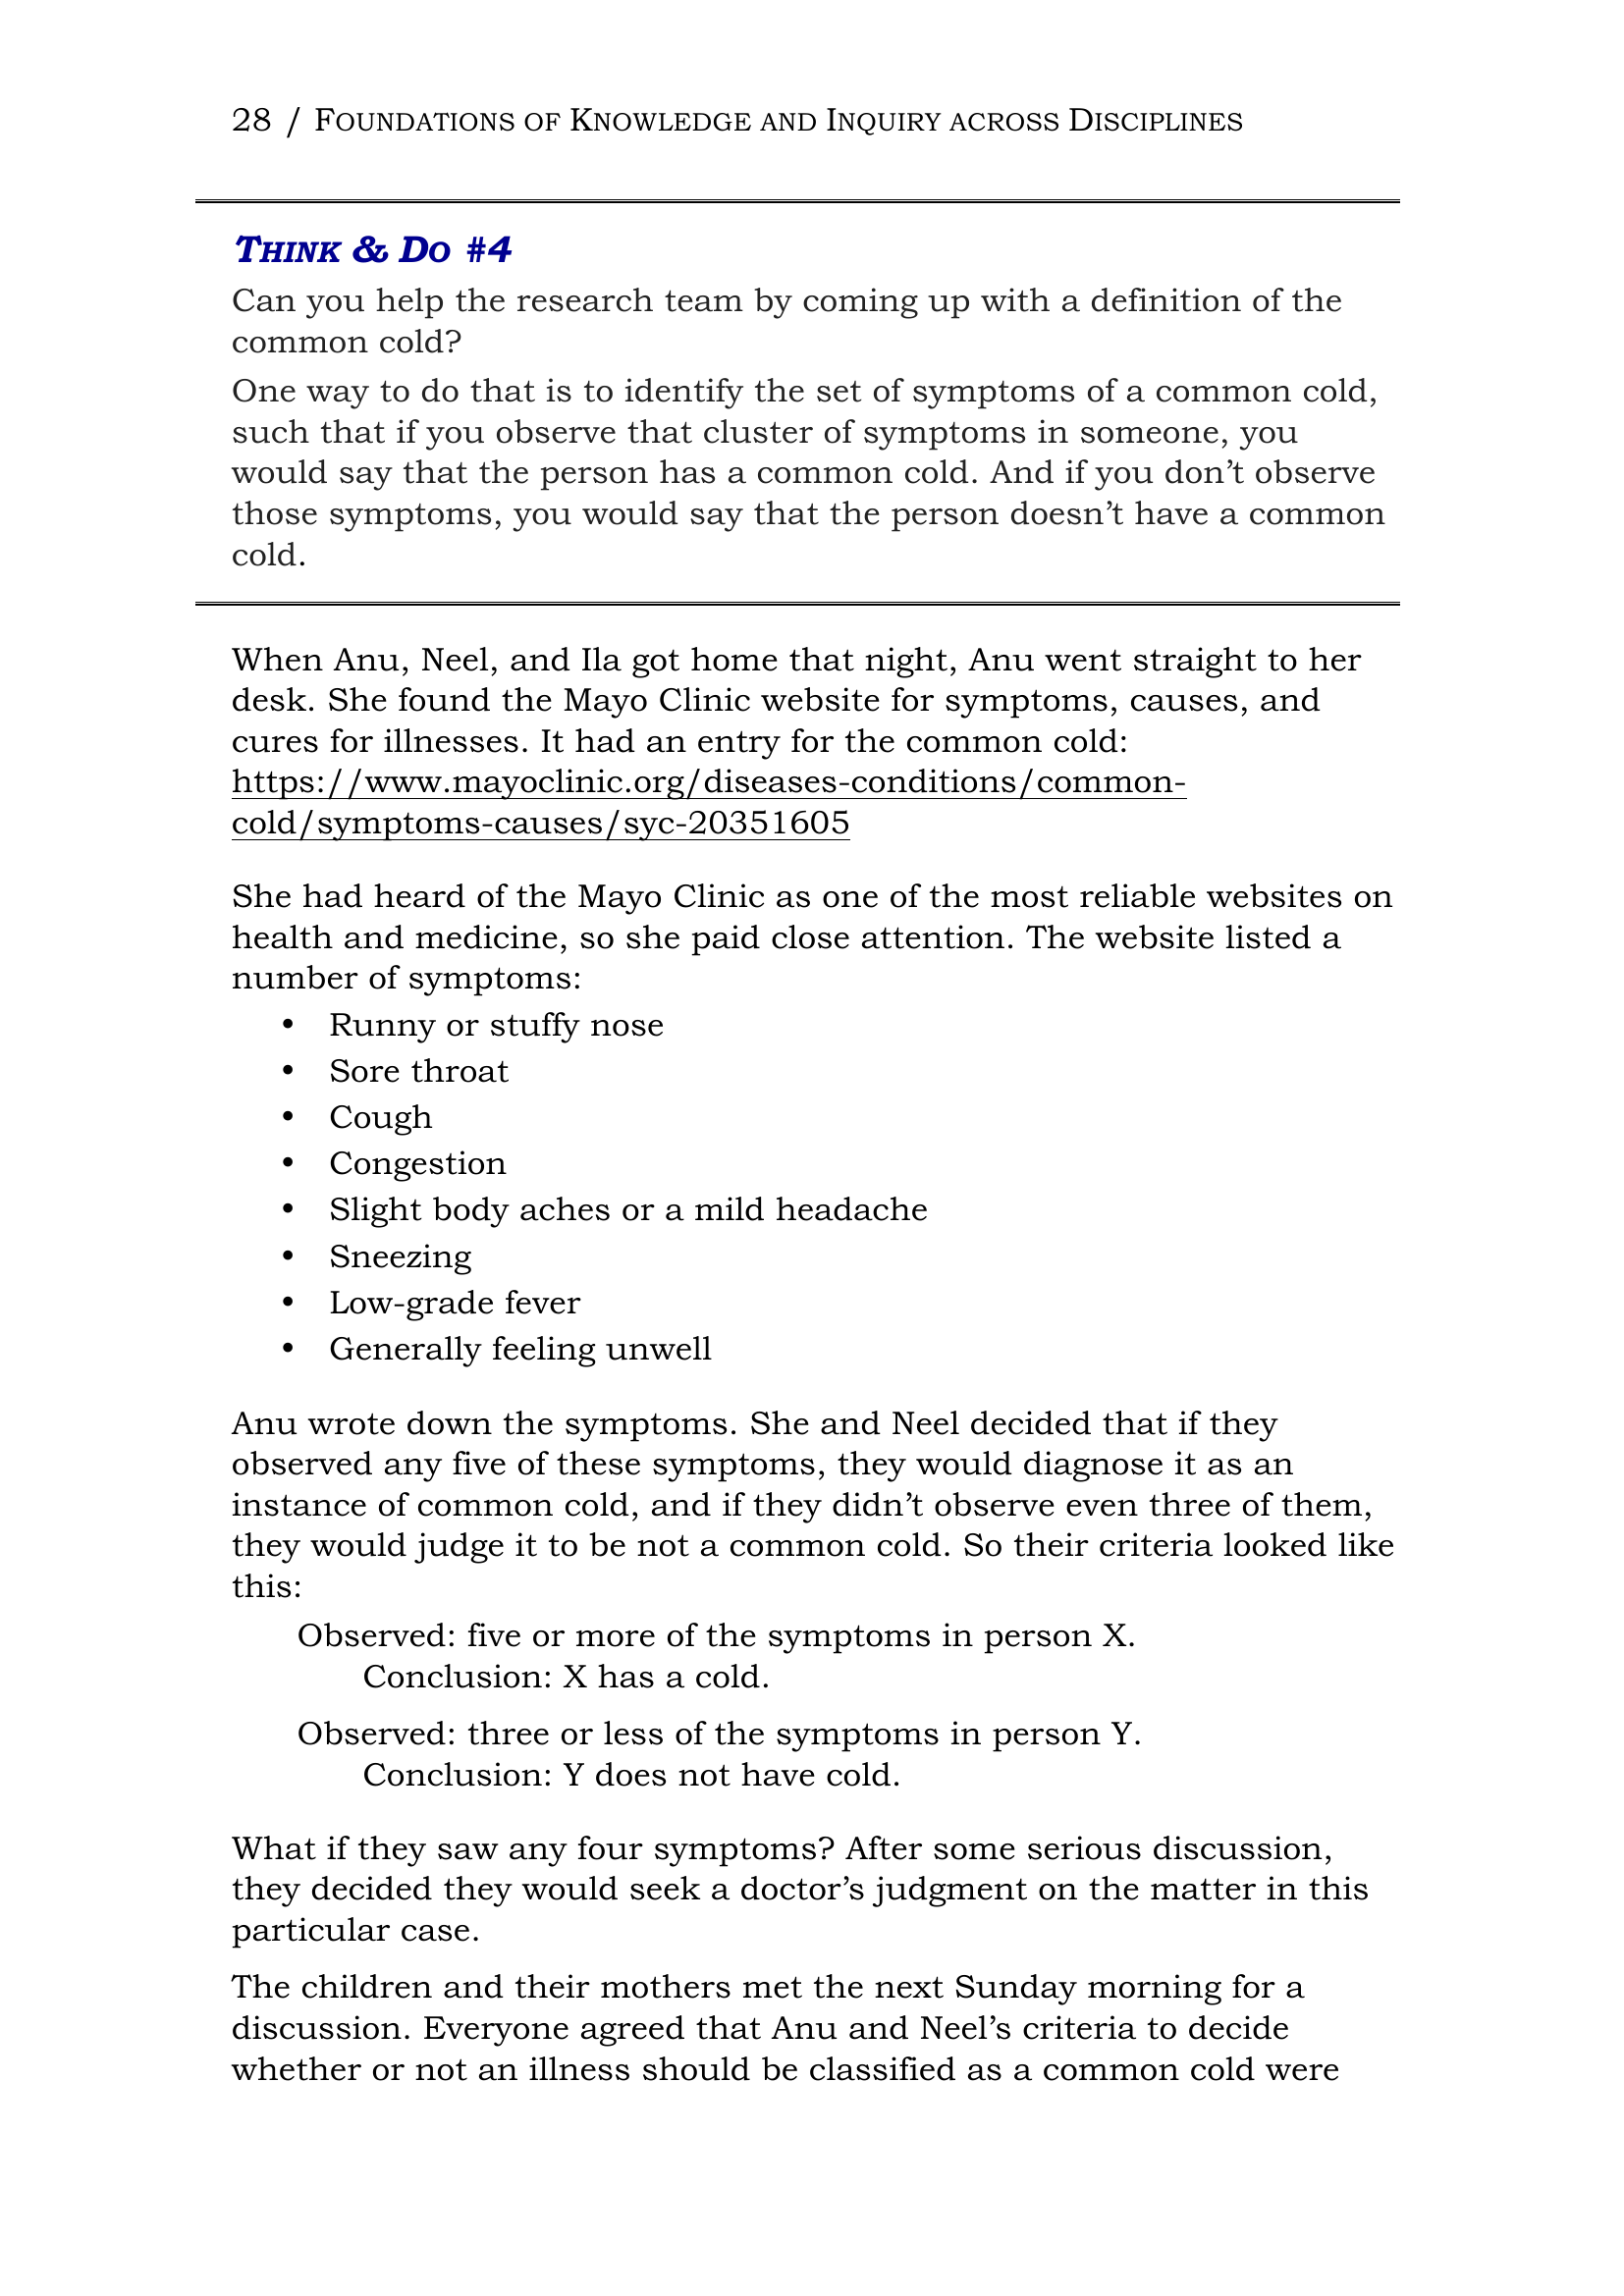 28 / FOUNDATIONS OF KNOWLEDGE AND INQUIRY ACROSS DISCIPLINES
THINK & DO #4
Can you help the research team by coming up with a definition of the
common cold?
One way to do that is to identify the set of symptoms of a common cold,
such that if you observe that cluster of symptoms in someone, you
would say that the person has a common cold. And if you don’t observe
those symptoms, you would say that the person doesn’t have a common
cold.
When Anu, Neel, and Ila got home that night, Anu went straight to her
desk. She found the Mayo Clinic website for symptoms, causes, and
cures for illnesses. It had an entry for the common cold:
https://www.mayoclinic.org/diseases-conditions/common-
cold/symptoms-causes/syc-20351605
She had heard of the Mayo Clinic as one of the most reliable websites on
health and medicine, so she paid close attention. The website listed a
number of symptoms:
• Runny or stuffy nose
• Sore throat
• Cough
• Congestion
• Slight body aches or a mild headache
• Sneezing
• Low-grade fever
• Generally feeling unwell
Anu wrote down the symptoms. She and Neel decided that if they
observed any five of these symptoms, they would diagnose it as an
instance of common cold, and if they didn’t observe even three of them,
they would judge it to be not a common cold. So their criteria looked like
this:
Observed: five or more of the symptoms in person X.
Conclusion: X has a cold.
Observed: three or less of the symptoms in person Y.
Conclusion: Y does not have cold.
What if they saw any four symptoms? After some serious discussion,
they decided they would seek a doctor’s judgment on the matter in this
particular case.
The children and their mothers met the next Sunday morning for a
discussion. Everyone agreed that Anu and Neel’s criteria to decide
whether or not an illness should be classified as a common cold were